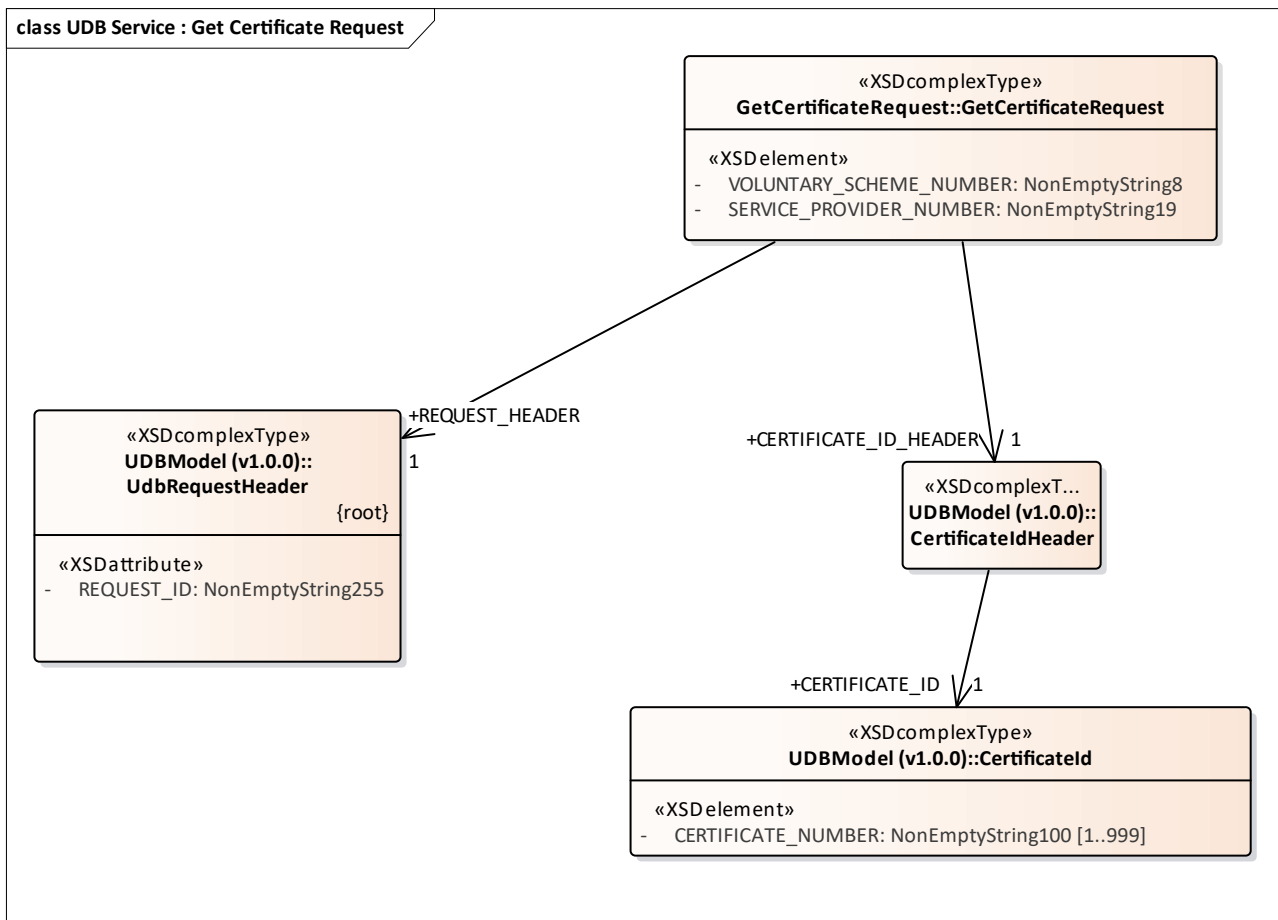 class UDB Service : Get Certificate Request
«XSDcomplexType»
GetCertificateRequest::GetCertificateRequest
«XSDelement»
- VOLUNTARY_SCHEME_NUMBER: NonEmptyString8
- SERVICE_PROVIDER_NUMBER: NonEmptyString19
+REQUEST_HEADER
1
«XSDcomplexType»
UDBModel (v1.0.0)::
UdbRequestHeader
{root}
«XSDattribute»
- REQUEST_ID: NonEmptyString255
+CERTIFICATE_ID_HEADER 1
«XSDcomplexT...
UDBModel (v1.0.0)::
CertificateIdHeader
+CERTIFICATE_ID 1
«XSDcomplexType»
UDBModel (v1.0.0)::CertificateId
«XSDelement»
- CERTIFICATE_NUMBER: NonEmptyString100 [1..999]